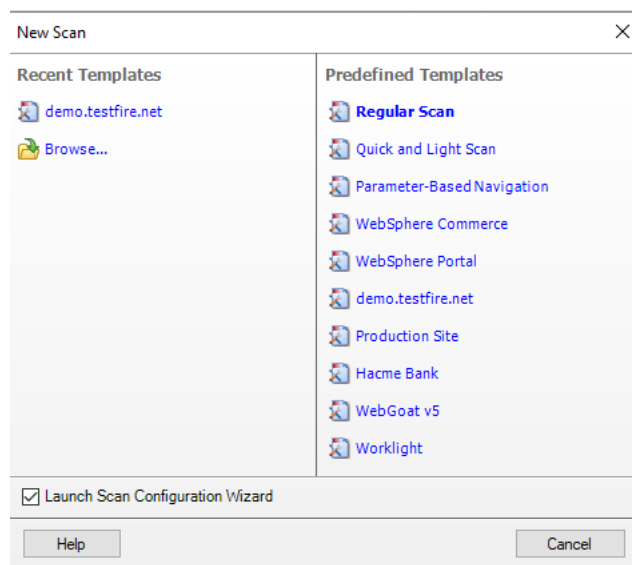 New Scan
Recent Templates
demo.testfire.net
Browse...
Predefined Templates
Regular Scan
Quick and Light Scan
Parameter-Based Navigation
WebSphere Commerce
WebSphere Portal
demo.testfire.net
Production Site
Hacme Bank
WebGoat v5
Worklight
Launch Scan Configuration Wizard
Help
Cancel